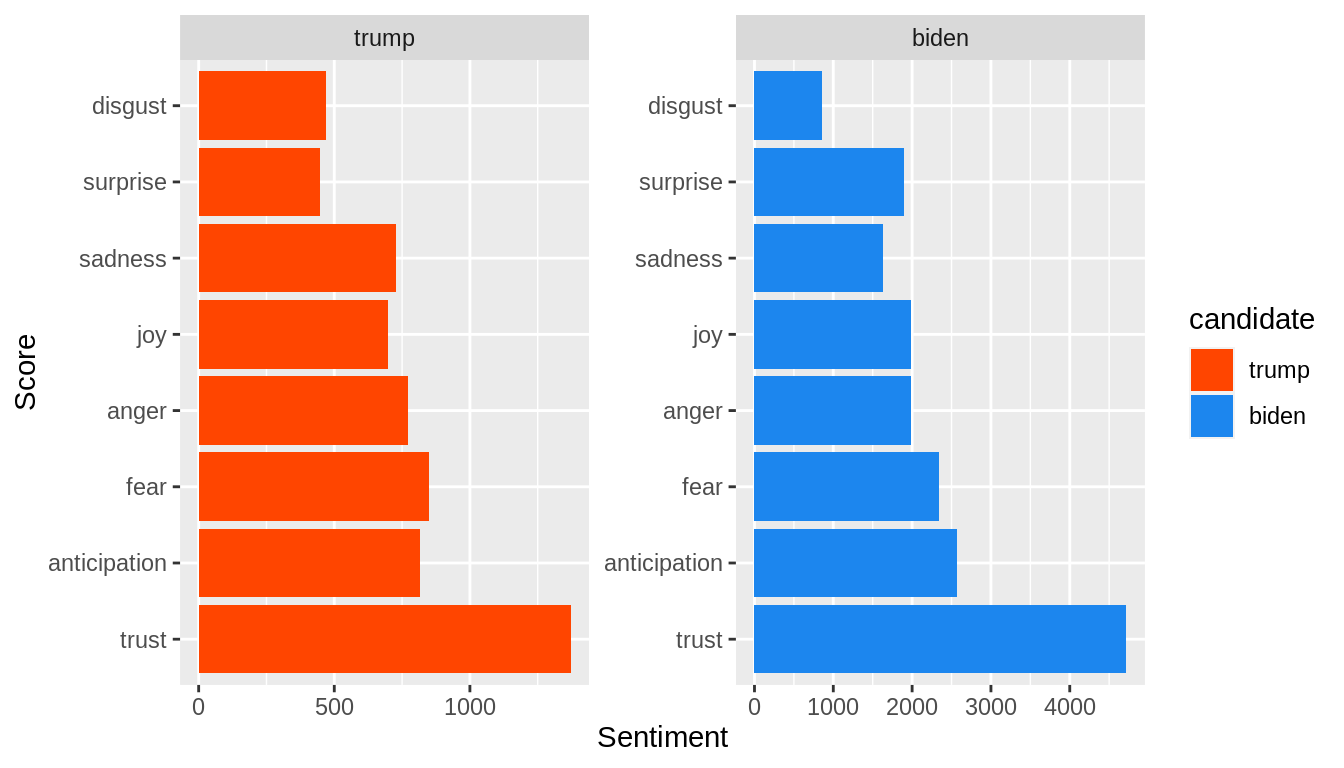 trump
biden
disgust
surprise
sadness
joy
anger
fear
anticipation
trust
disgust
surprise
sadness
joy
anger
fear
anticipation
trust
0 500 1000
0 1000 2000 3000 4000
Sentiment
Score
candidate
trump
biden